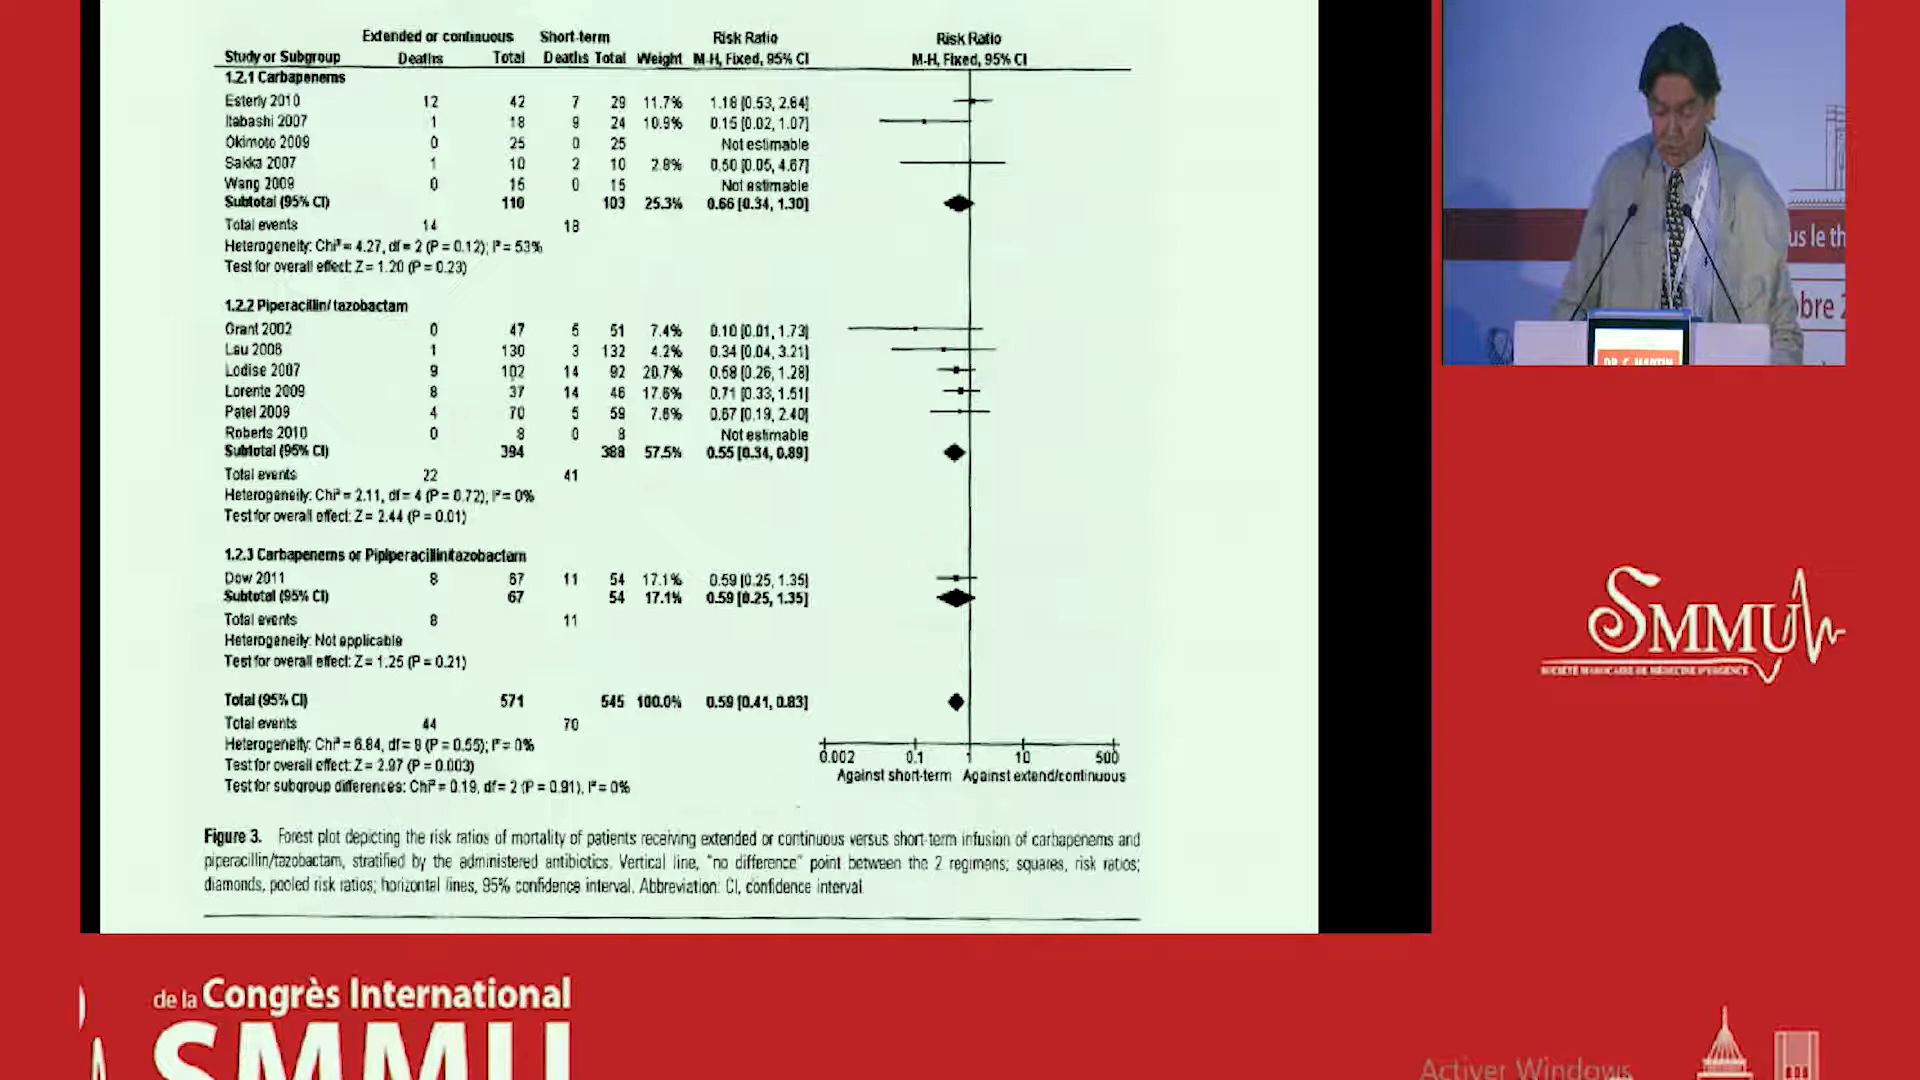 Extended or continuous Short-term Risk Ratio Risk Ratio
Study or Subgroup Deaths Total Deaths Total Weight M-H, Fixed, 95% CI M-H, Fixed, 95% CI
1.2.1 Carbapenems
Esterly 2010 12 42 7 29 11.7% 1.18 [0.53, 2.64]
Itabashi 2007 1 18 9 24 10.9% 0.15 [0.02, 1.07]
Okimoto 2009 0 25 0 25 Not estimable
Sakka 2007 1 10 2 10 2.8% 0.50 [0.05, 4.67]
Wang 2009 0 15 0 15 Not estimable
Subtotal (95% CI) 110 103 25.3% 0.66 [0.34, 1.30]
Total events 14 18
Heterogeneity: Chi² = 4.27, df = 2 (P = 0.12); I² = 53%
Test for overall effect: Z = 1.20 (P = 0.23)
1.2.2 Piperacillin/tazobactam
Grant 2002 0 47 5 51 7.4% 0.10 [0.01, 1.73]
Lau 2006 1 130 3 132 4.2% 0.34 [0.04, 3.21]
Lodise 2007 9 102 14 92 20.7% 0.58 [0.26, 1.28]
Lorente 2009 8 37 14 46 17.6% 0.71 [0.33, 1.51]
Patel 2009 4 70 5 59 7.6% 0.67 [0.19, 2.40]
Roberts 2010 0 8 0 8 Not estimable
Subtotal (95% CI) 394 388 57.5% 0.55 [0.34, 0.89]
Total events 22 41
Heterogeneity: Chi² = 2.11, df = 4 (P = 0.72); I² = 0%
Test for overall effect: Z = 2.44 (P = 0.01)
1.2.3 Carbapenems or Piplperacillin/tazobactam
Dow 2011 8 67 11 54 17.1% 0.59 [0.25, 1.35]
Subtotal (95% CI) 67 54 17.1% 0.59 [0.25, 1.35]
Total events 8 11
Heterogeneity: Not applicable
Test for overall effect: Z = 1.25 (P = 0.21)
Total (95% CI) 571 545 100.0% 0.59 [0.41, 0.83]
Total events 44 70
Heterogeneity: Chi² = 6.84, df = 8 (P = 0.55); I² = 0%
Test for overall effect: Z = 2.97 (P = 0.003)
Test for subgroup differences: Chi² = 0.19, df = 2 (P = 0.91), I² = 0%
0.002 0.1 1 10 500
Against short-term Against extend/continuous
Figure 3. Forest plot depicting the risk ratios of mortality of patients receiving extended or continuous versus short-term infusion of carbapenems and
piperacillin/tazobactam, stratified by the administered antibiotics. Vertical line, "no difference" point between the 2 regimens; squares, risk ratios;
diamonds, pooled risk ratios; horizontal lines, 95% confidence interval. Abbreviation: CI, confidence interval
us le th
obre 2
DR C MARTIN
SMMU
SOCIÉTÉ MAROCAINE DE MÉDECINE D'URGENCE
de la Congrès International
SMMU
Activer Windows